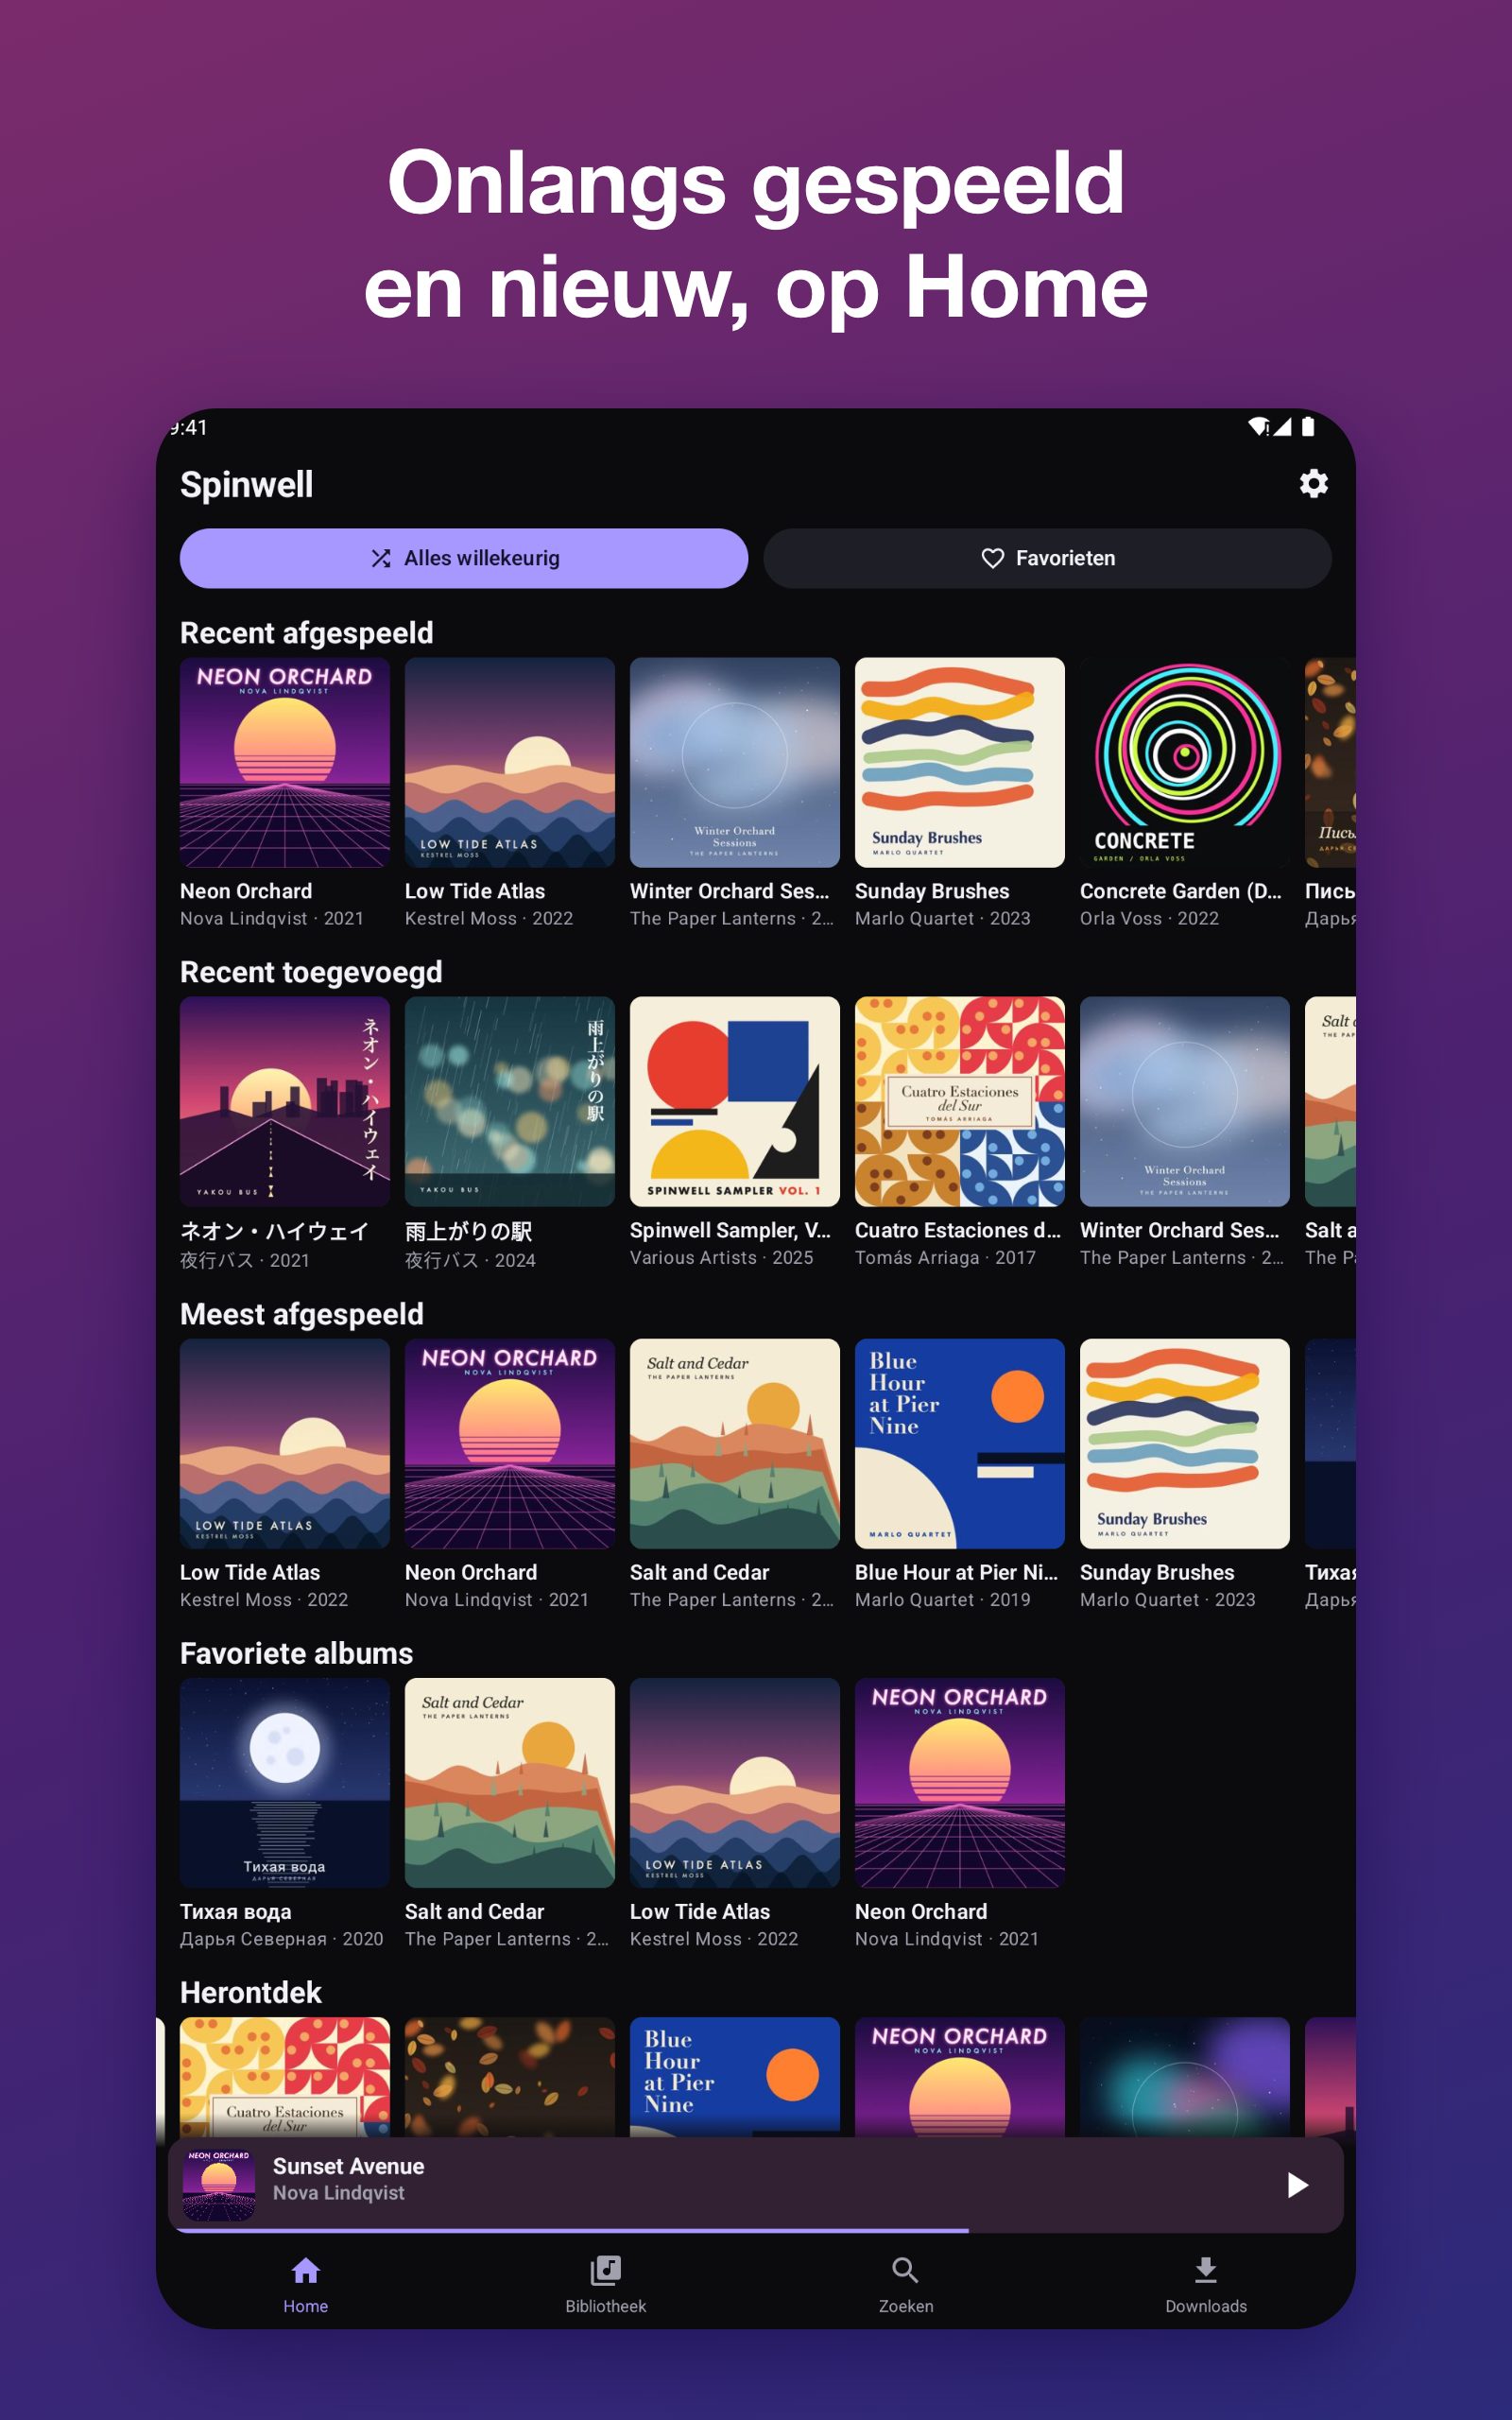 Onlangs gespeeld
en nieuw, op Home
9:41
Spinwell
Alles willekeurig
Favorieten
Recent afgespeeld
NEON ORCHARD
NOVA LINDQVIST
LOW TIDE ATLAS
KESTREL MOSS
Winter Orchard
Sessions
THE PAPER LANTERNS
Sunday Brushes
MARLO QUARTET
CONCRETE
GARDEN / ORLA VOSS
Neon Orchard
Nova Lindqvist · 2021
Low Tide Atlas
Kestrel Moss · 2022
Winter Orchard Ses...
The Paper Lanterns · 2...
Sunday Brushes
Marlo Quartet · 2023
Concrete Garden (D...
Orla Voss · 2022
Пись
Дарья
Recent toegevoegd
ネオン・ハイウェイ
YAKOU BUS
雨上がりの駅
YAKOU BUS
SPINWELL SAMPLER VOL. 1
Cuatro Estaciones
del Sur
TOMÁS ARRIAGA
Winter Orchard
Sessions
THE PAPER LANTERNS
ネオン・ハイウェイ
夜行バス · 2021
雨上がりの駅
夜行バス · 2024
Spinwell Sampler, V...
Various Artists · 2025
Cuatro Estaciones d...
Tomás Arriaga · 2017
Winter Orchard Ses...
The Paper Lanterns · 2...
Salt a
The Pa
Meest afgespeeld
LOW TIDE ATLAS
KESTREL MOSS
NEON ORCHARD
NOVA LINDQVIST
Salt and Cedar
THE PAPER LANTERNS
Blue
Hour
at Pier
Nine
MARLO QUARTET
Sunday Brushes
MARLO QUARTET
Low Tide Atlas
Kestrel Moss · 2022
Neon Orchard
Nova Lindqvist · 2021
Salt and Cedar
The Paper Lanterns · 2...
Blue Hour at Pier Ni...
Marlo Quartet · 2019
Sunday Brushes
Marlo Quartet · 2023
Тихая
Дарья
Favoriete albums
Тихая вода
ДАРЬЯ СЕВЕРНАЯ
Salt and Cedar
THE PAPER LANTERNS
LOW TIDE ATLAS
KESTREL MOSS
NEON ORCHARD
NOVA LINDQVIST
Тихая вода
Дарья Северная · 2020
Salt and Cedar
The Paper Lanterns · 2...
Low Tide Atlas
Kestrel Moss · 2022
Neon Orchard
Nova Lindqvist · 2021
Herontdek
Cuatro Estaciones
del Sur
Blue
Hour
at Pier
Nine
NEON ORCHARD
NOVA LINDQVIST
NEON ORCHARD
Sunset Avenue
Nova Lindqvist
Home
Bibliotheek
Zoeken
Downloads